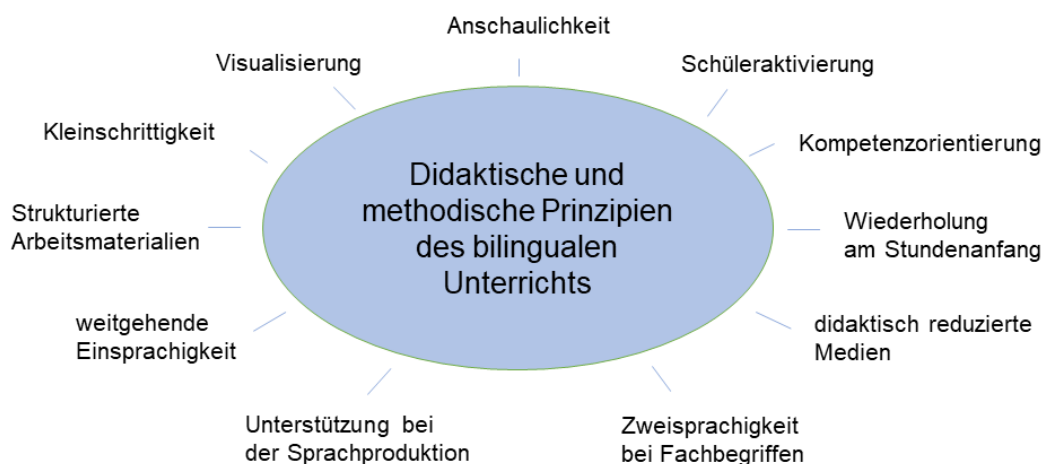 Anschaulichkeit
Visualisierung
Schüleraktivierung
Kleinschrittigkeit
Kompetenzorientierung
Didaktische und
methodische Prinzipien
des bilingualen
Unterrichts
Strukturierte
Arbeitsmaterialien
Wiederholung
am Stundenanfang
weitgehende
Einsprachigkeit
didaktisch reduzierte
Medien
Unterstützung bei
der Sprachproduktion
Zweisprachigkeit
bei Fachbegriffen